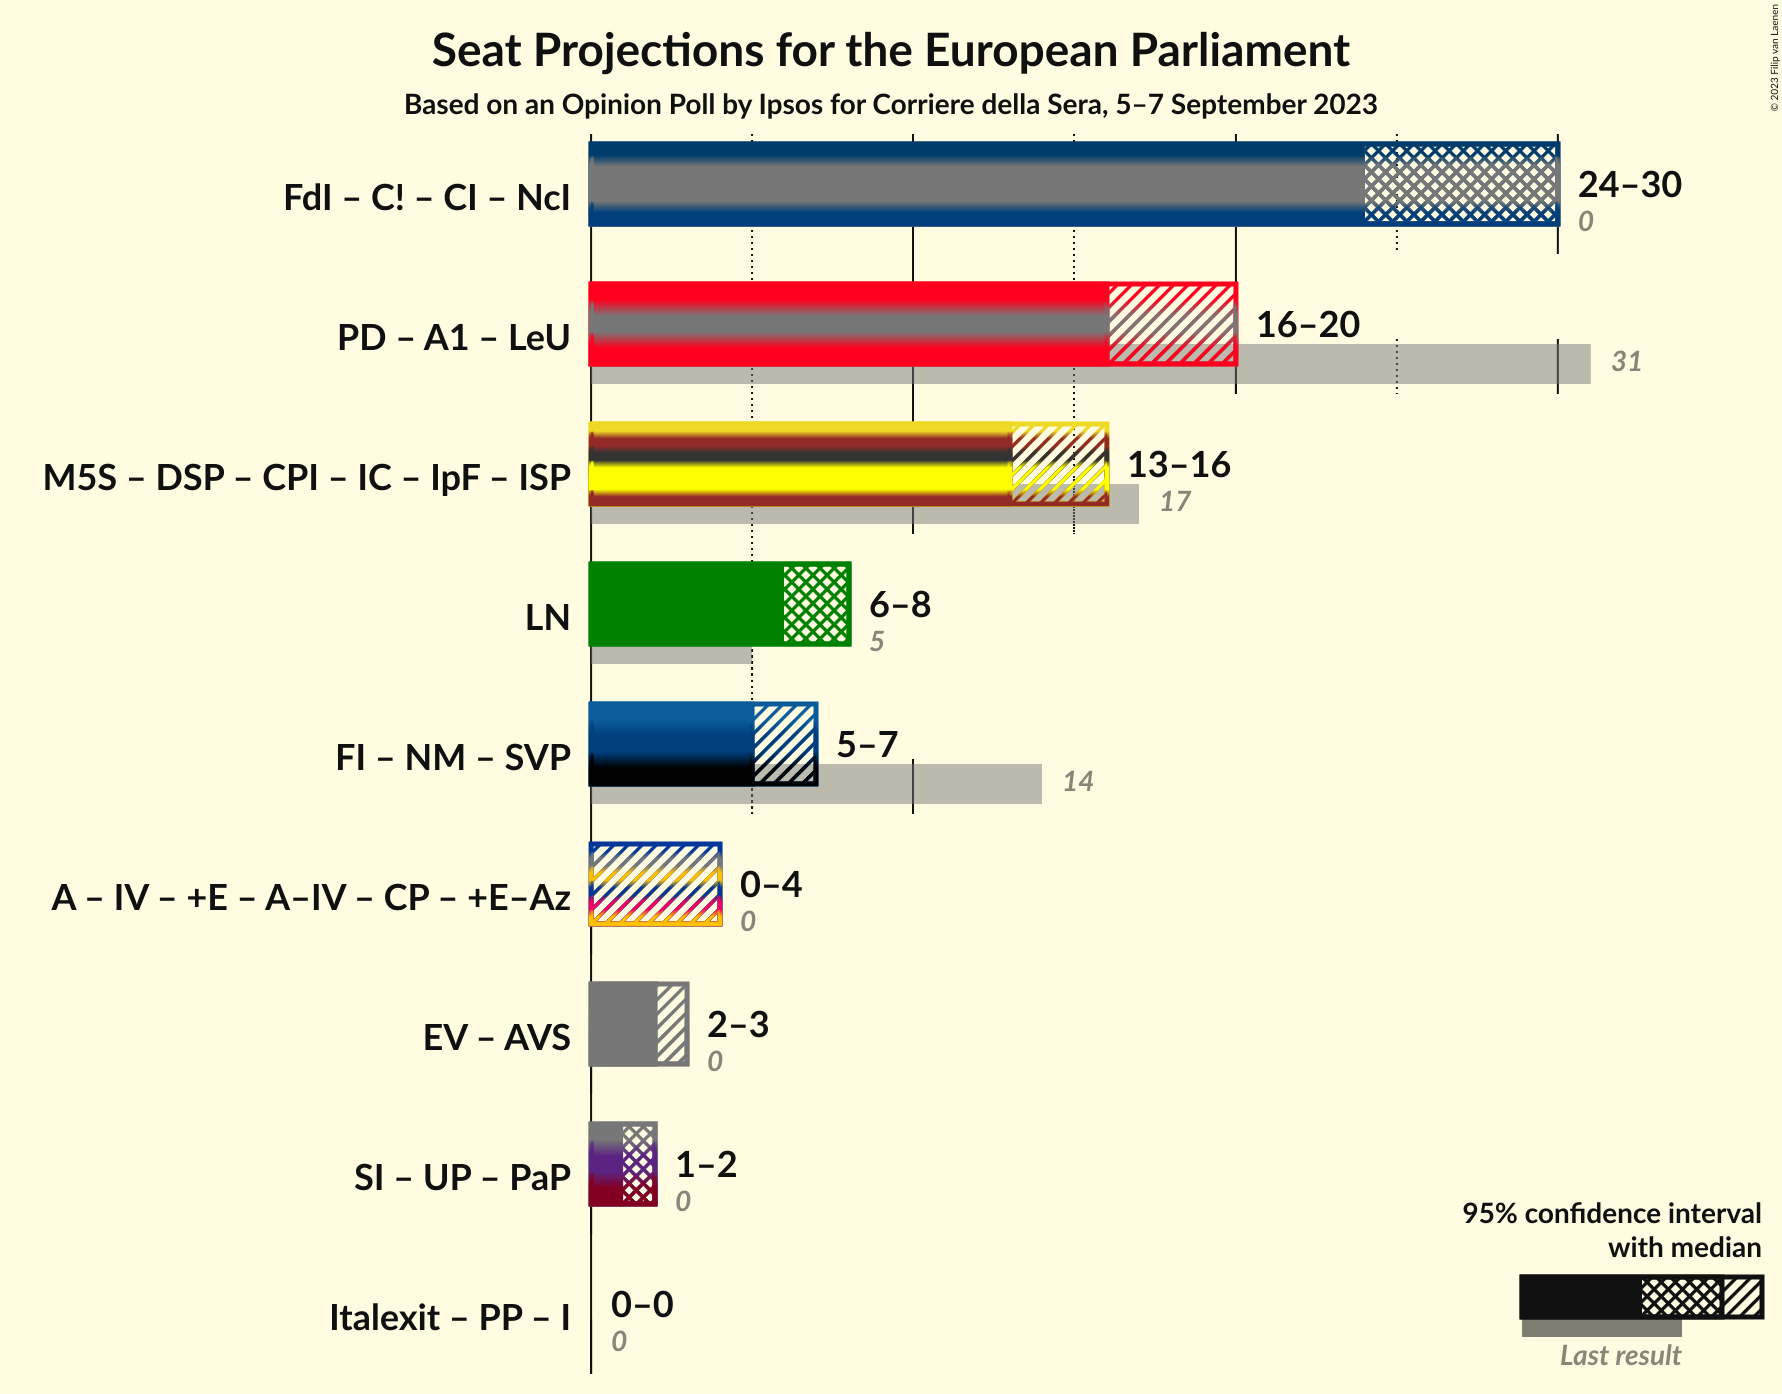 Seat Projections for the European Parliament
Based on an Opinion Poll by Ipsos for Corriere della Sera, 5–7 September 2023
© 2023 Filip van Laenen
FdI – C! – CI – NcI
24–30
0
PD – A1 – LeU
16–20
31
M5S – DSP – CPI – IC – IpF – ISP
13–16
17
LN
6–8
5
FI – NM – SVP
5–7
14
A – IV – +E – A–IV – CP – +E–Az
0–4
0
EV – AVS
2–3
0
SI – UP – PaP
1–2
0
Italexit – PP – I
0–0
0
95% confidence interval
with median
Last result